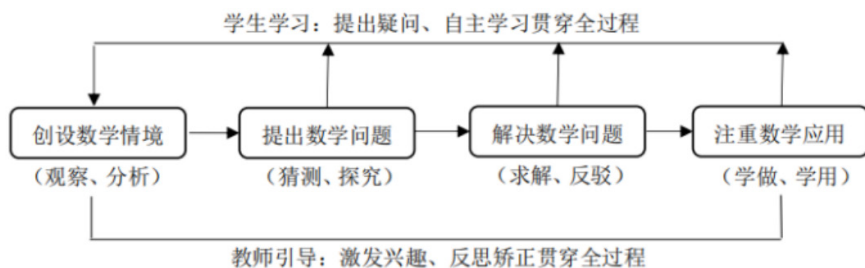 学生学习：提出疑问、自主学习贯穿全过程
创设数学情境 提出数学问题 解决数学问题 注重数学应用
（观察、分析） （猜测、探究） （求解、反驳） （学做、学用）
教师引导：激发兴趣、反思矫正贯穿全过程